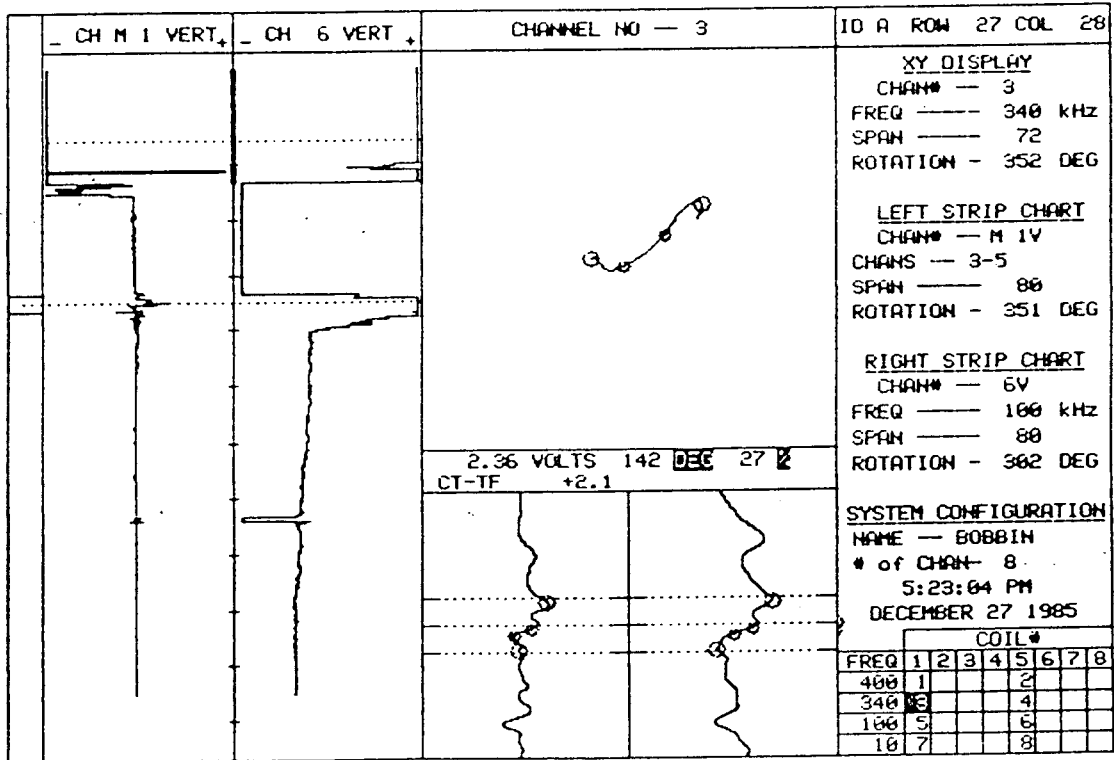 _ CH M 1 VERT +
_ CH 6 VERT +
CHANNEL NO -- 3
ID A ROW 27 COL 28
XY DISPLAY
CHAN# -- 3
FREQ ----- 340 kHz
SPAN ----- 72
ROTATION - 352 DEG
LEFT STRIP CHART
CHAN# -- M 1V
CHANS -- 3-5
SPAN ----- 80
ROTATION - 351 DEG
RIGHT STRIP CHART
CHAN# -- 6V
FREQ ----- 100 kHz
SPAN ----- 80
ROTATION - 302 DEG
2.36 VOLTS 142 DEG 27 %
CT-TF +2.1
SYSTEM CONFIGURATION
NAME -- BOBBIN
# of CHAN- 8
5:23:04 PM
DECEMBER 27 1985
COIL#
FREQ 1 2 3 4 5 6 7 8
400 1 2
340 3 4
100 5 6
10 7 8